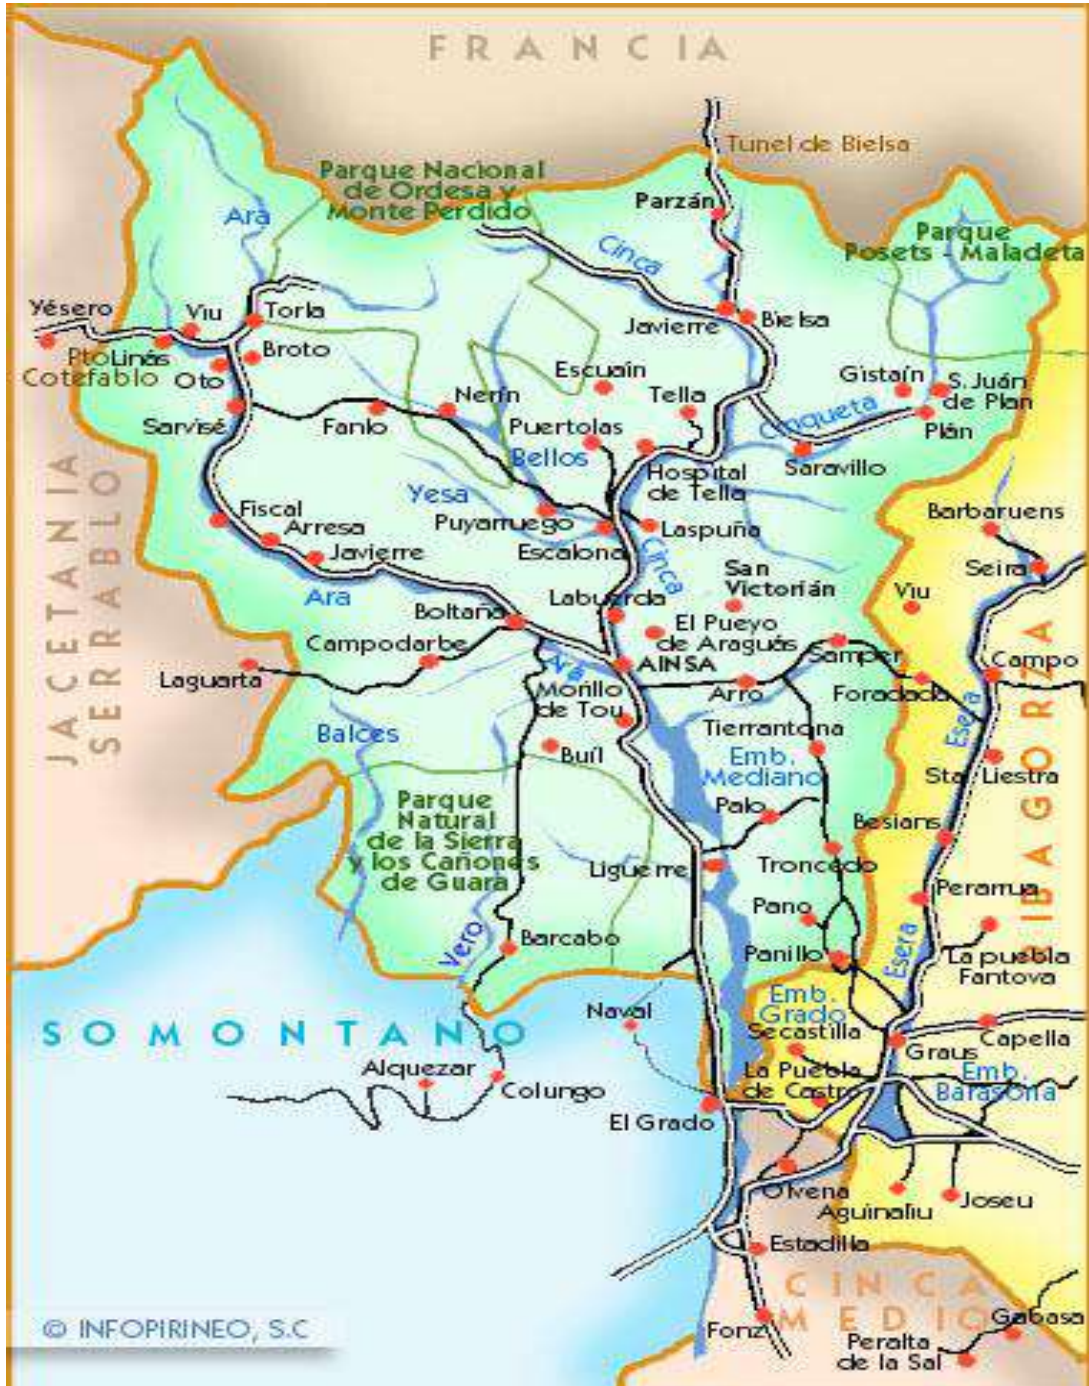 FRANCIA
Tunel de Bielsa
Parque Nacional
de Ordesa y
Monte Perdido
Parzán
Ara
Cinca
Parque
Posets - Maladeta
Yésero
Viu
Torla
Javierre
Bielsa
Pto
Linás
Cotefablo
Oto
Broto
Escuaín
Gistaín
S. Juán
de Plan
Nerín
Tella
Sarvisé
Fanlo
Puertolas
Cinqueta
Plán
Bellos
Hospital
de Tella
Saravillo
JACETANIA
SERRABLO
Yesa
Fiscal
Arresa
Puyarruego
Laspuña
Barbaruens
Javierre
Escalona
Cinca
San
Victorián
Seira
Ara
Viu
Boltaña
Labuerda
El Pueyo
de Araguás
Campodarbe
Samper
Campo
Laguarta
Ara
AINSA
Arro
Foradada
Morillo
de Tou
Esera
RIBAGORZA
Balces
Buíl
Tierrantona
Emb.
Mediano
Sta. Liestra
Parque
Natural
de la Sierra
y los Cañones
de Guara
Palo
Besians
Ligüerre
Troncedo
Perarrua
Pano
Vero
Barcabo
Panillo
Esera
La puebla
Fantova
SOMONTANO
Naval
Emb.
Grado
Secastilla
Graus
Capella
Alquezar
Colungo
La Puebla
de Castro
Emb.
Barasona
El Grado
Olvena
Aguinaliu
Joseu
Estadilla
CINCA
MEDIO
© INFOPIRINEO, S.C
Fonz
Gabasa
Peralta
de la Sal